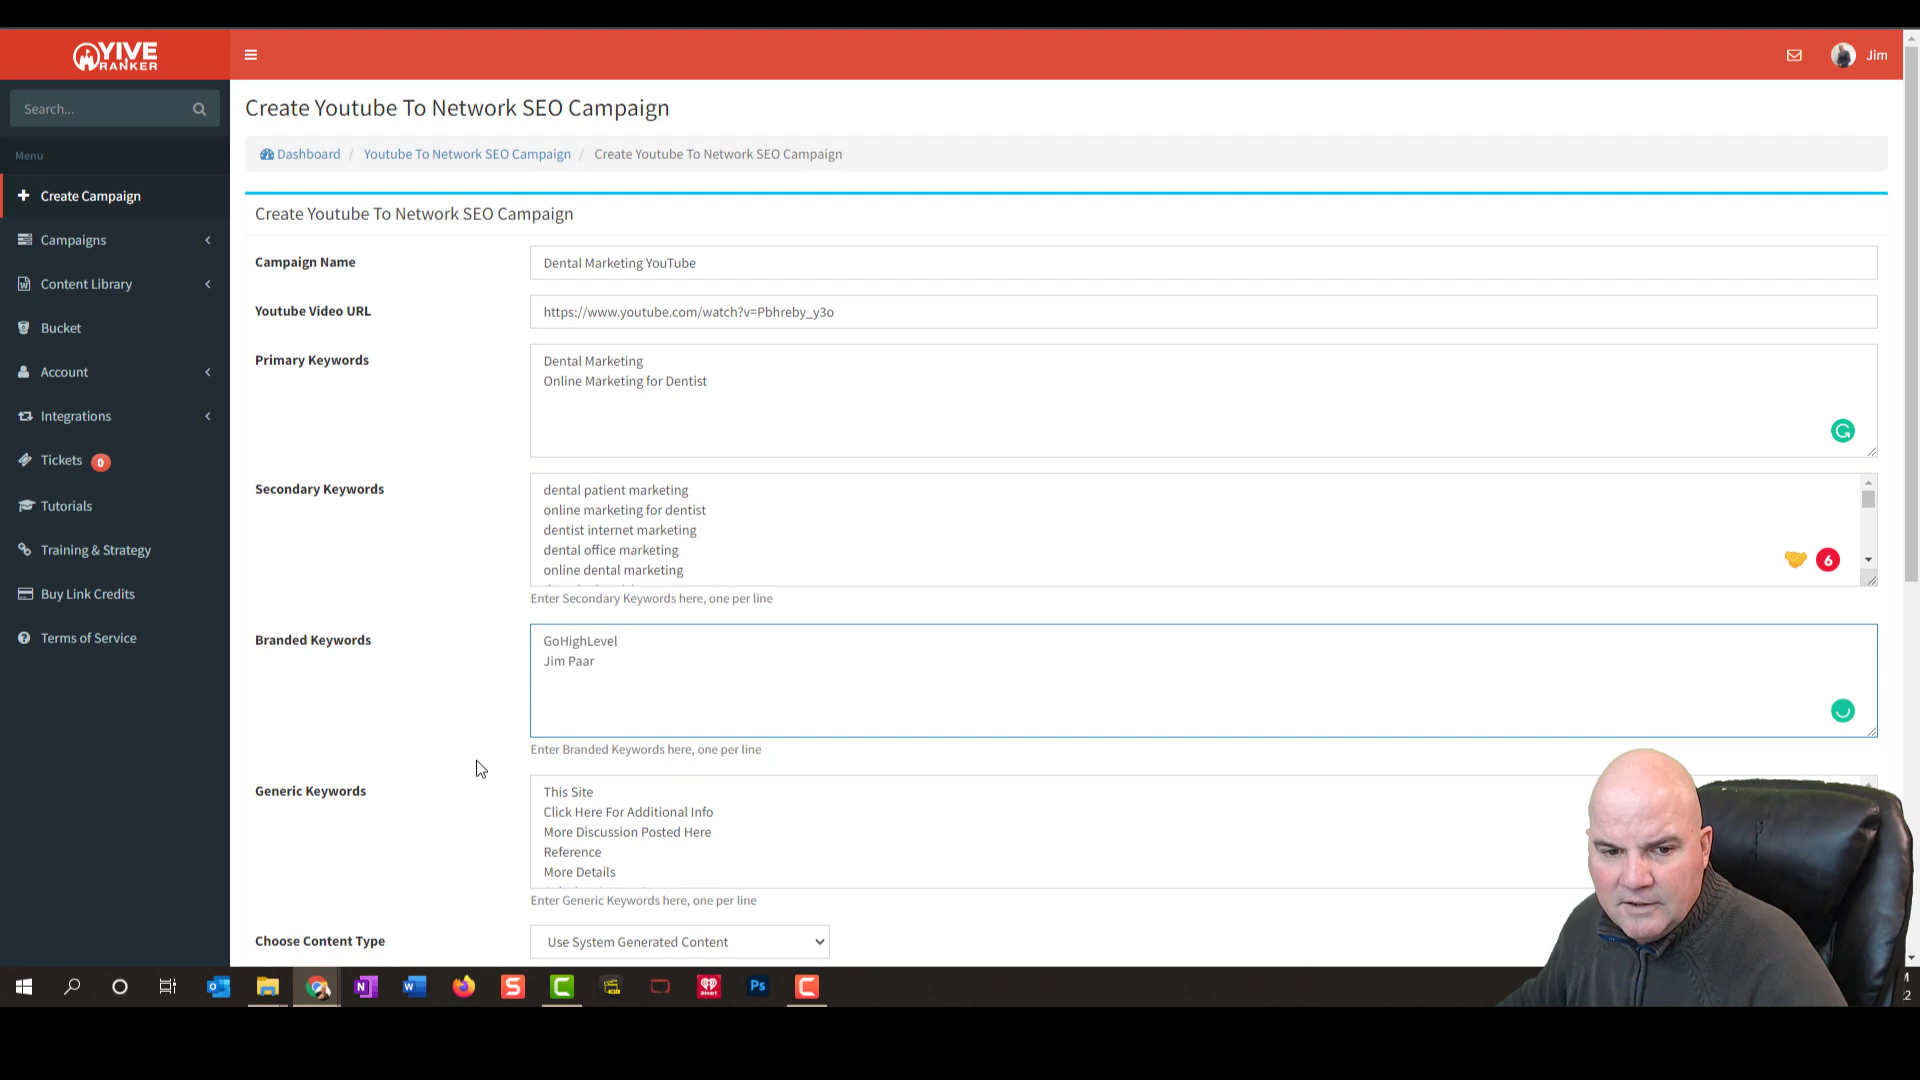 YIVE
RANKER
Jim
Search...
Create Youtube To Network SEO Campaign
Menu
Dashboard / Youtube To Network SEO Campaign / Create Youtube To Network SEO Campaign
Create Campaign
Campaigns
Content Library
Bucket
Account
Integrations
Tickets 0
Tutorials
Training & Strategy
Buy Link Credits
Terms of Service
Create Youtube To Network SEO Campaign
Campaign Name
Dental Marketing YouTube
Youtube Video URL
https://www.youtube.com/watch?v=Pbhreby_y3o
Primary Keywords
Dental Marketing
Online Marketing for Dentist
Secondary Keywords
dental patient marketing
online marketing for dentist
dentist internet marketing
dental office marketing
online dental marketing
6
Enter Secondary Keywords here, one per line
Branded Keywords
GoHighLevel
Jim Paar
Enter Branded Keywords here, one per line
Generic Keywords
This Site
Click Here For Additional Info
More Discussion Posted Here
Reference
More Details
Enter Generic Keywords here, one per line
Choose Content Type
Use System Generated Content